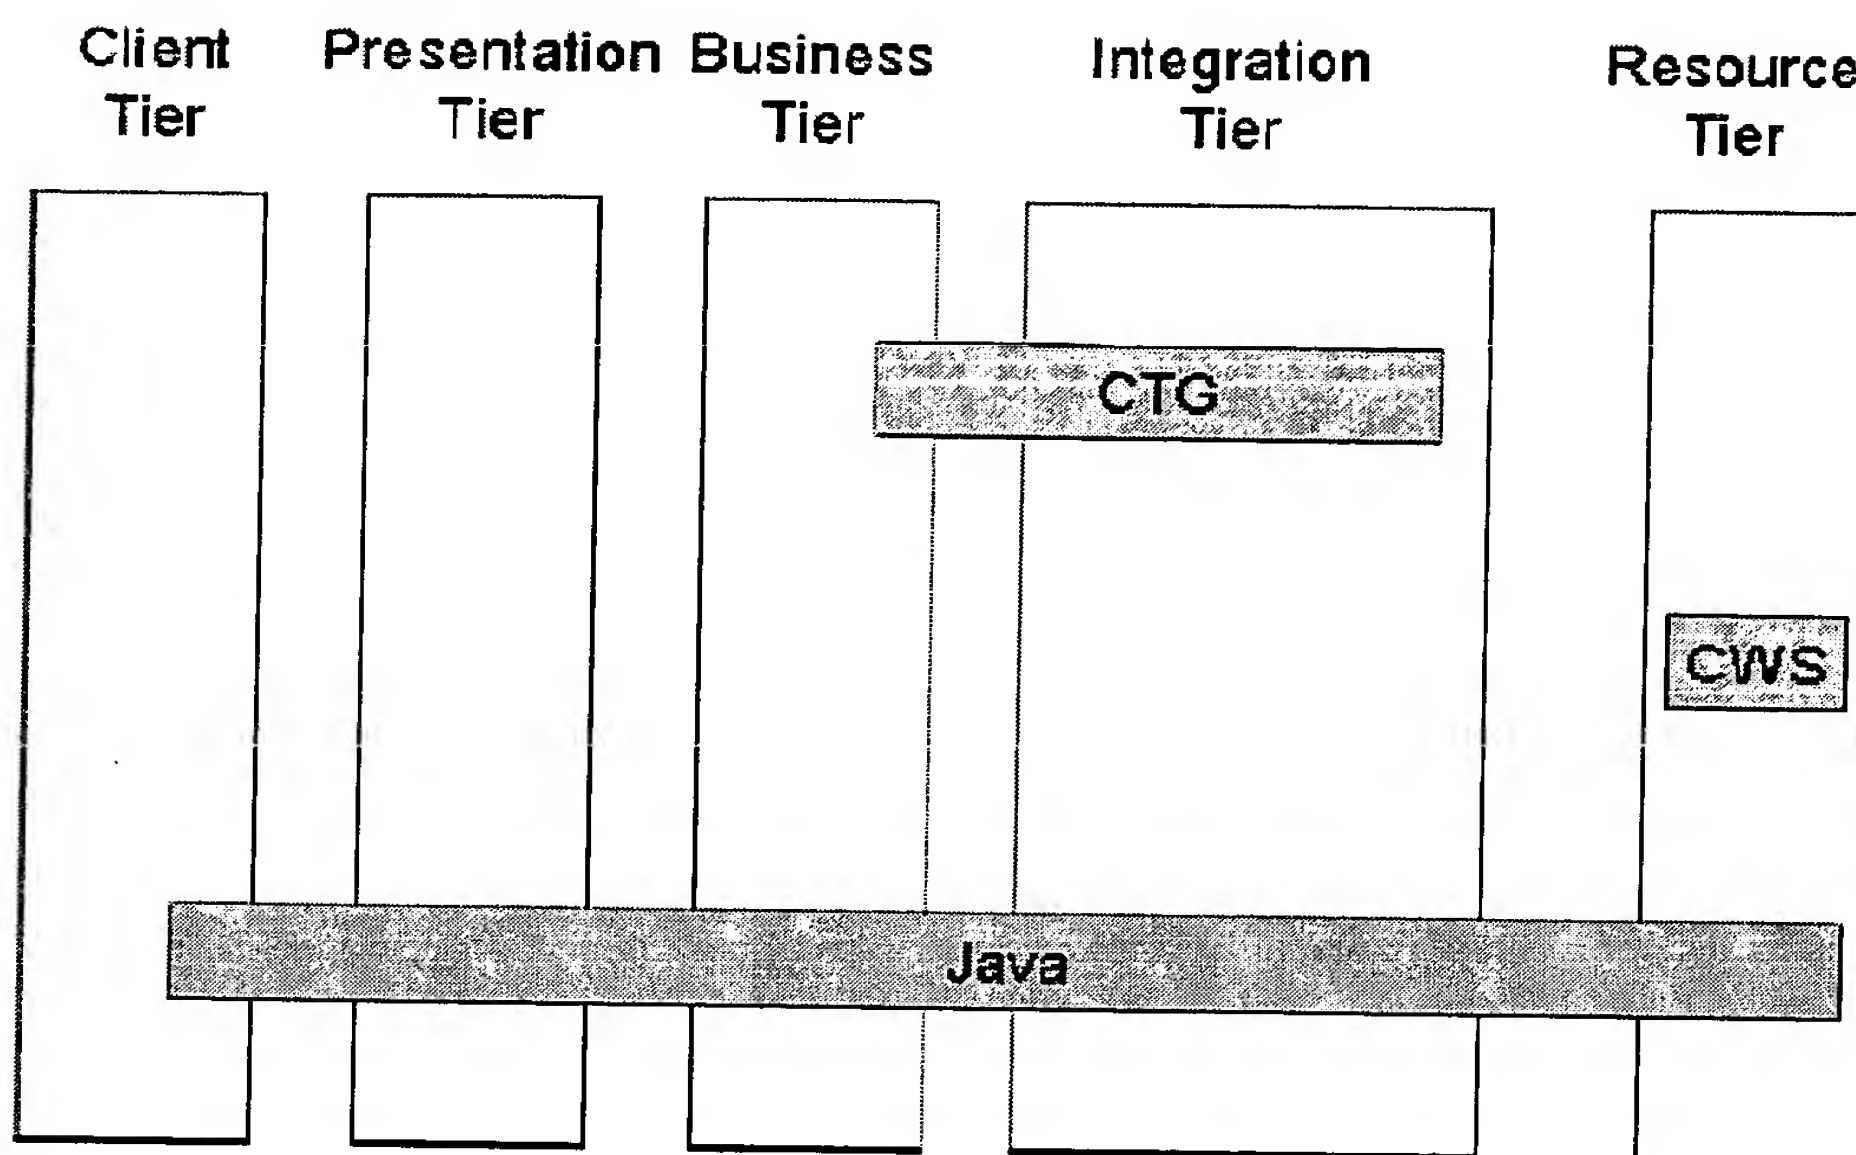 Client
Tier
Presentation
Tier
Business
Tier
Integration
Tier
Resource
Tier
CTG
CWS
Java